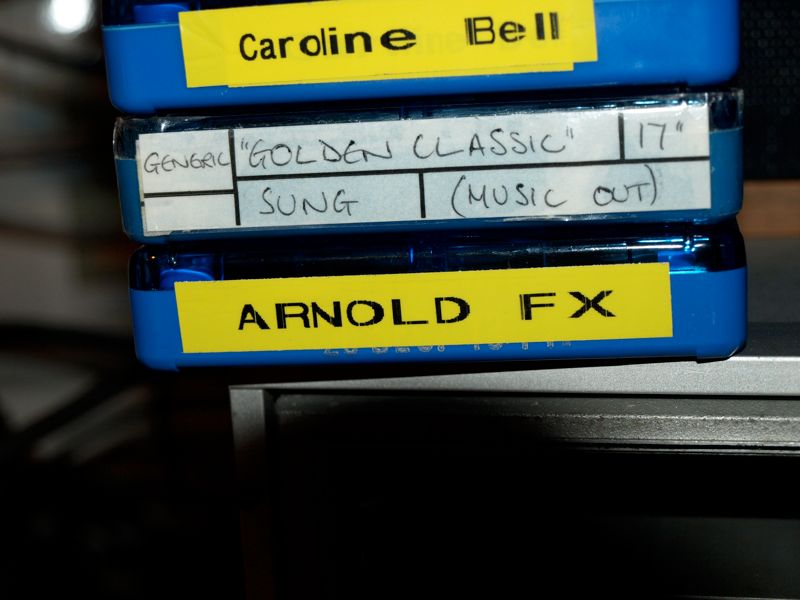 Caroline Bell
GENERIC "GOLDEN CLASSIC" 17"
SUNG (MUSIC OUT)
ARNOLD FX